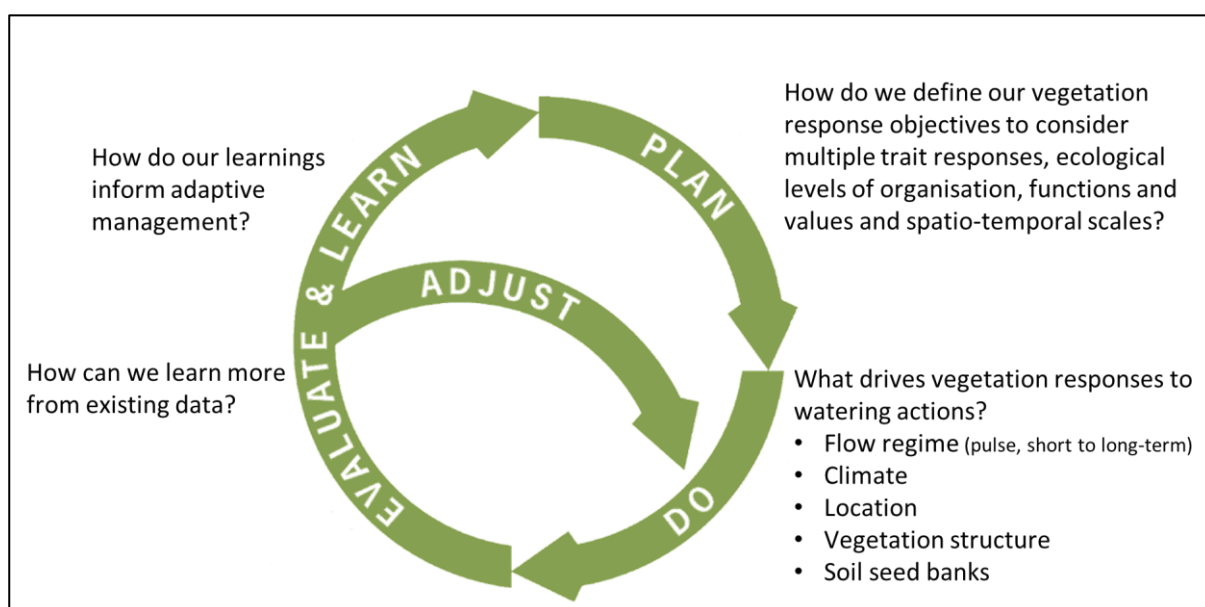 How do we define our vegetation
response objectives to consider
multiple trait responses, ecological
levels of organisation, functions and
values and spatio-temporal scales?
How do our learnings
inform adaptive
management?
PLAN
ADJUST
EVALUATE & LEARN
How can we learn more
from existing data?
What drives vegetation responses to
watering actions?
• Flow regime (pulse, short to long-term)
• Climate
• Location
• Vegetation structure
• Soil seed banks
DO